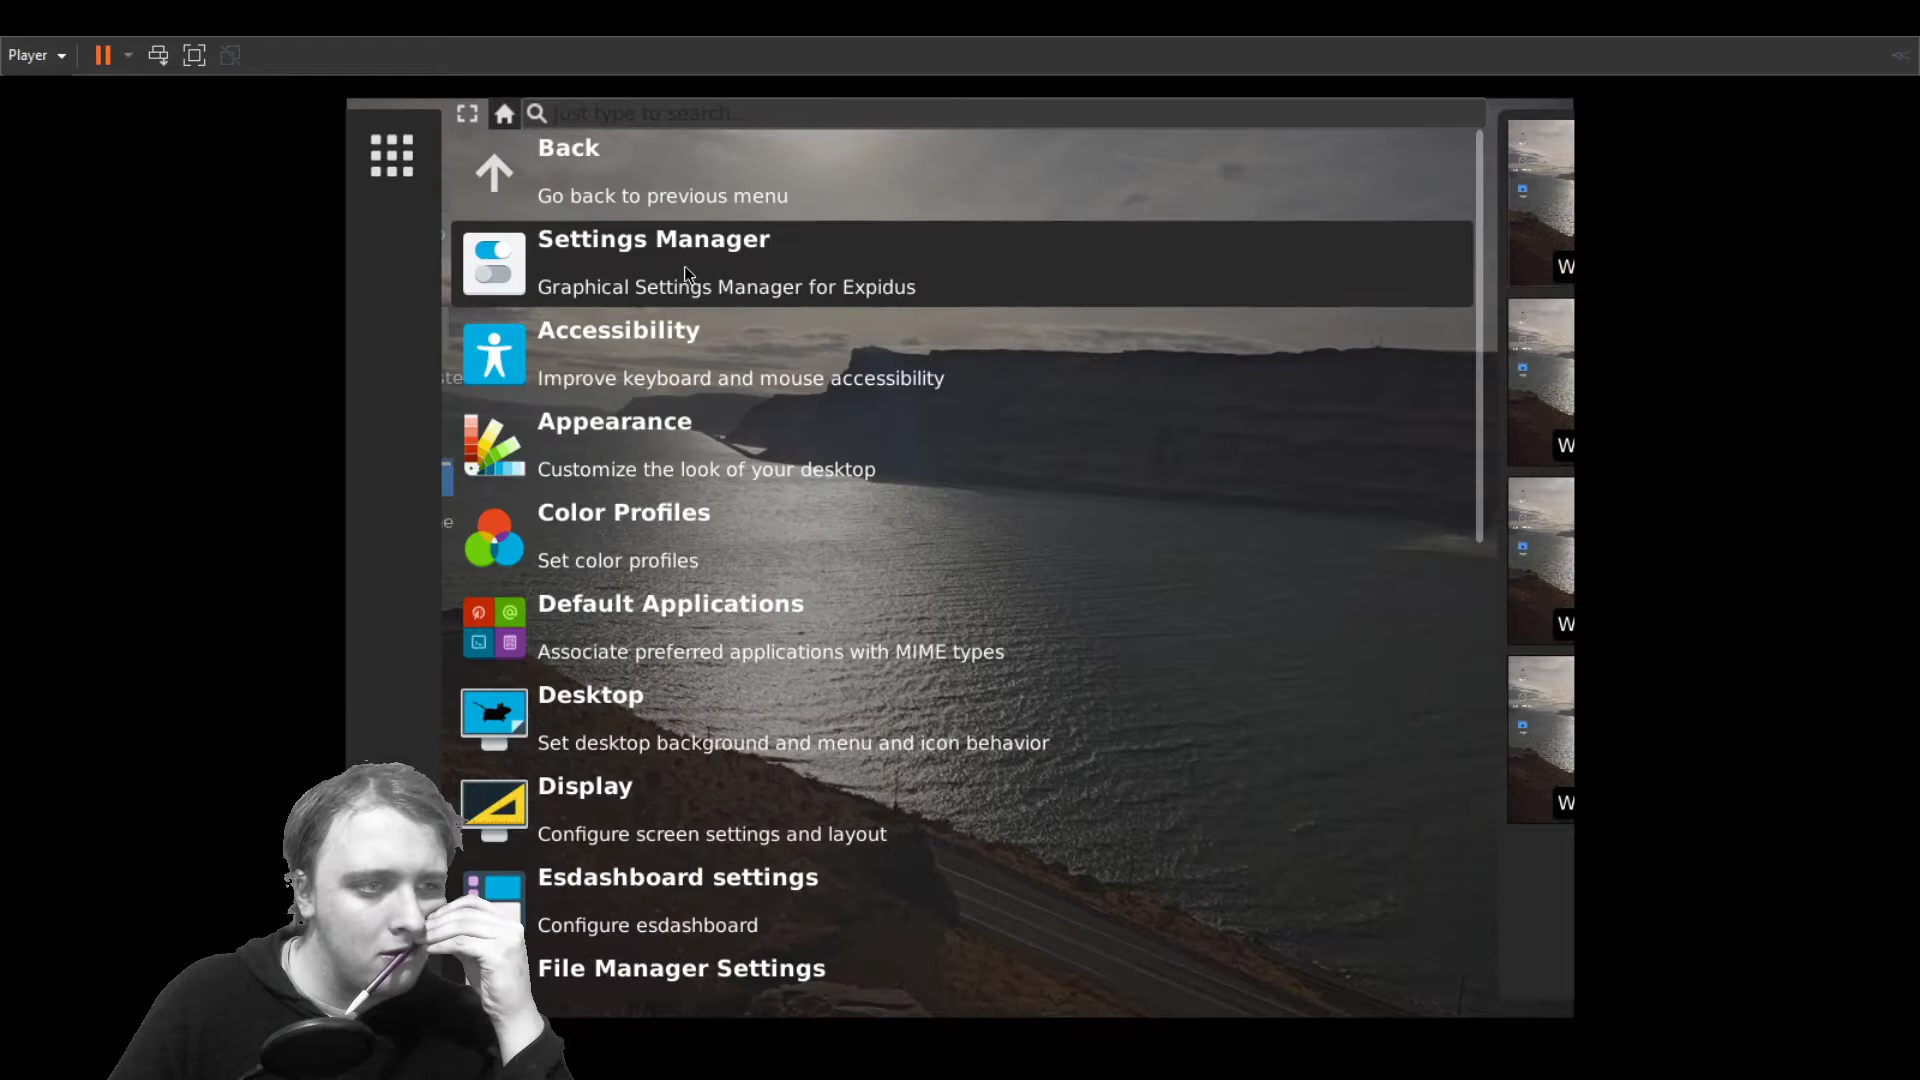 Player
Just type to search...
Back
Go back to previous menu
Settings Manager
Graphical Settings Manager for Expidus
Accessibility
Improve keyboard and mouse accessibility
Appearance
Customize the look of your desktop
Color Profiles
Set color profiles
Default Applications
Associate preferred applications with MIME types
Desktop
Set desktop background and menu and icon behavior
Display
Configure screen settings and layout
Esdashboard settings
Configure esdashboard
File Manager Settings
ste
e
W
W
W
W